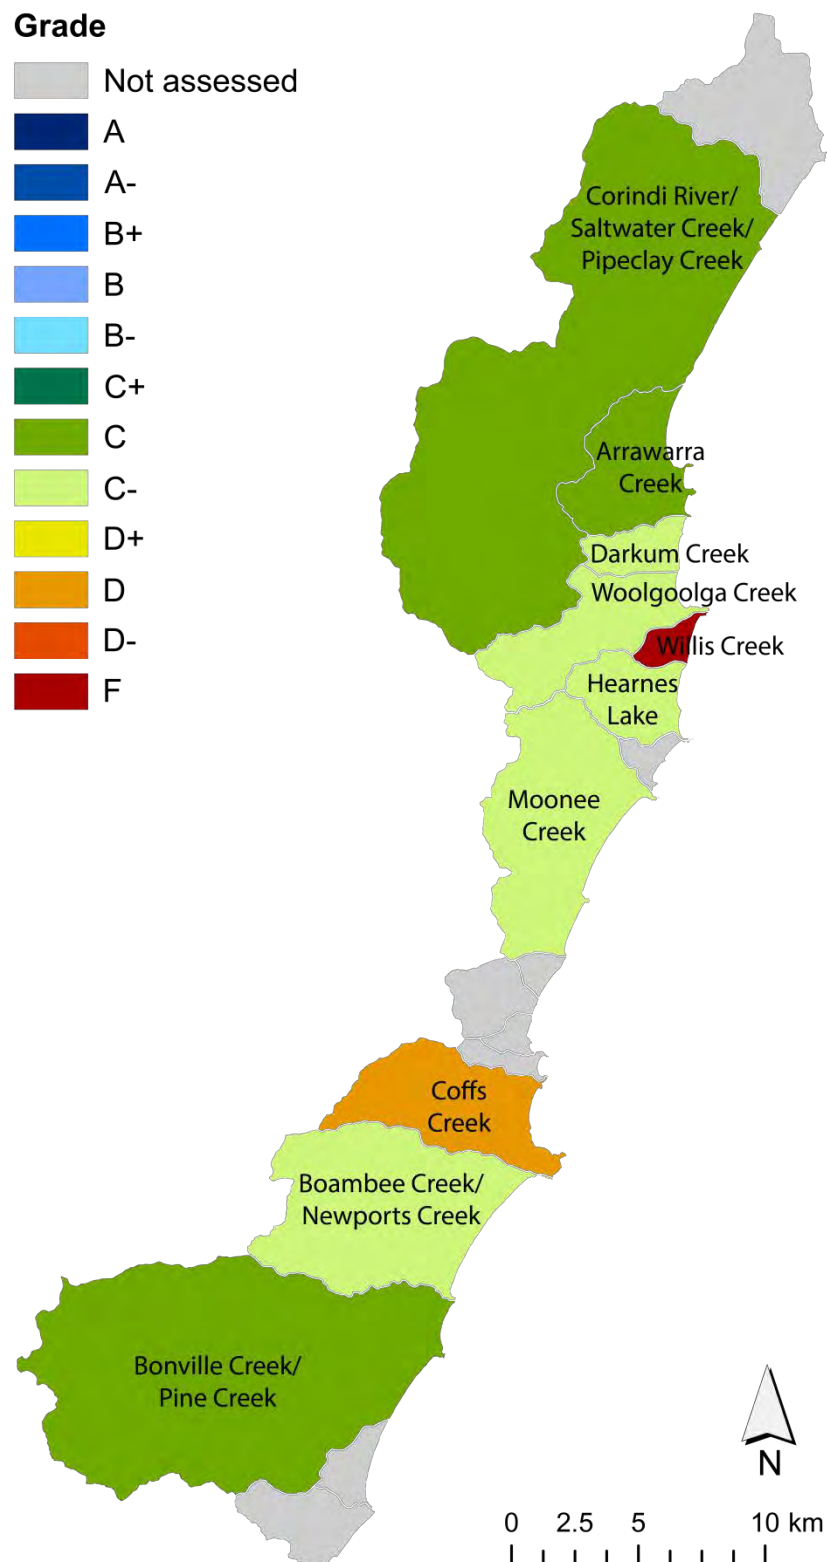 Grade
Not assessed
A
A-
B+
B
B-
C+
C
C-
D+
D
D-
F
Corindi River/
Saltwater Creek/
Pipeclay Creek
Arrawarra
Creek
Darkum Creek
Woolgoolga Creek
Willis Creek
Hearnes
Lake
Moonee
Creek
Coffs
Creek
Boambee Creek/
Newports Creek
Bonville Creek/
Pine Creek
N
0 2.5 5 10 km